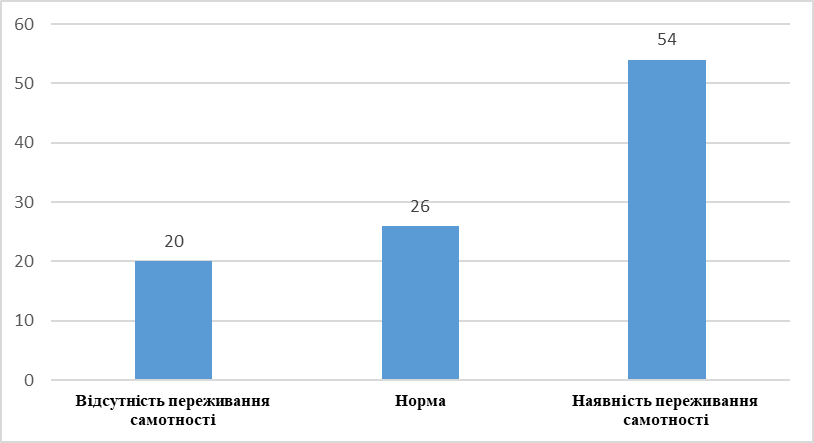 60
50
40
30
20
10
0
20
26
54
Відсутність переживання
самотності
Норма
Наявність переживання
самотності